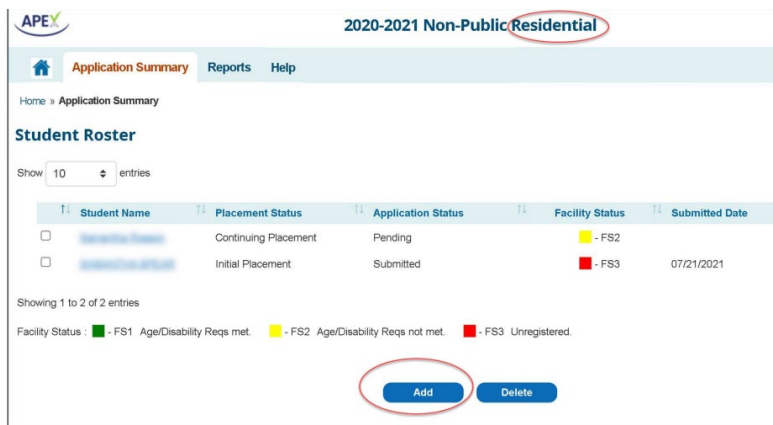 APEX
2020-2021 Non-Public Residential
Application Summary Reports Help
Home » Application Summary
Student Roster
Show 10 entries
Student Name Placement Status Application Status Facility Status Submitted Date
Continuing Placement Pending - FS2
Initial Placement Submitted - FS3 07/21/2021
Showing 1 to 2 of 2 entries
Facility Status : - FS1 Age/Disability Reqs met. - FS2 Age/Disability Reqs not met. - FS3 Unregistered.
Add Delete